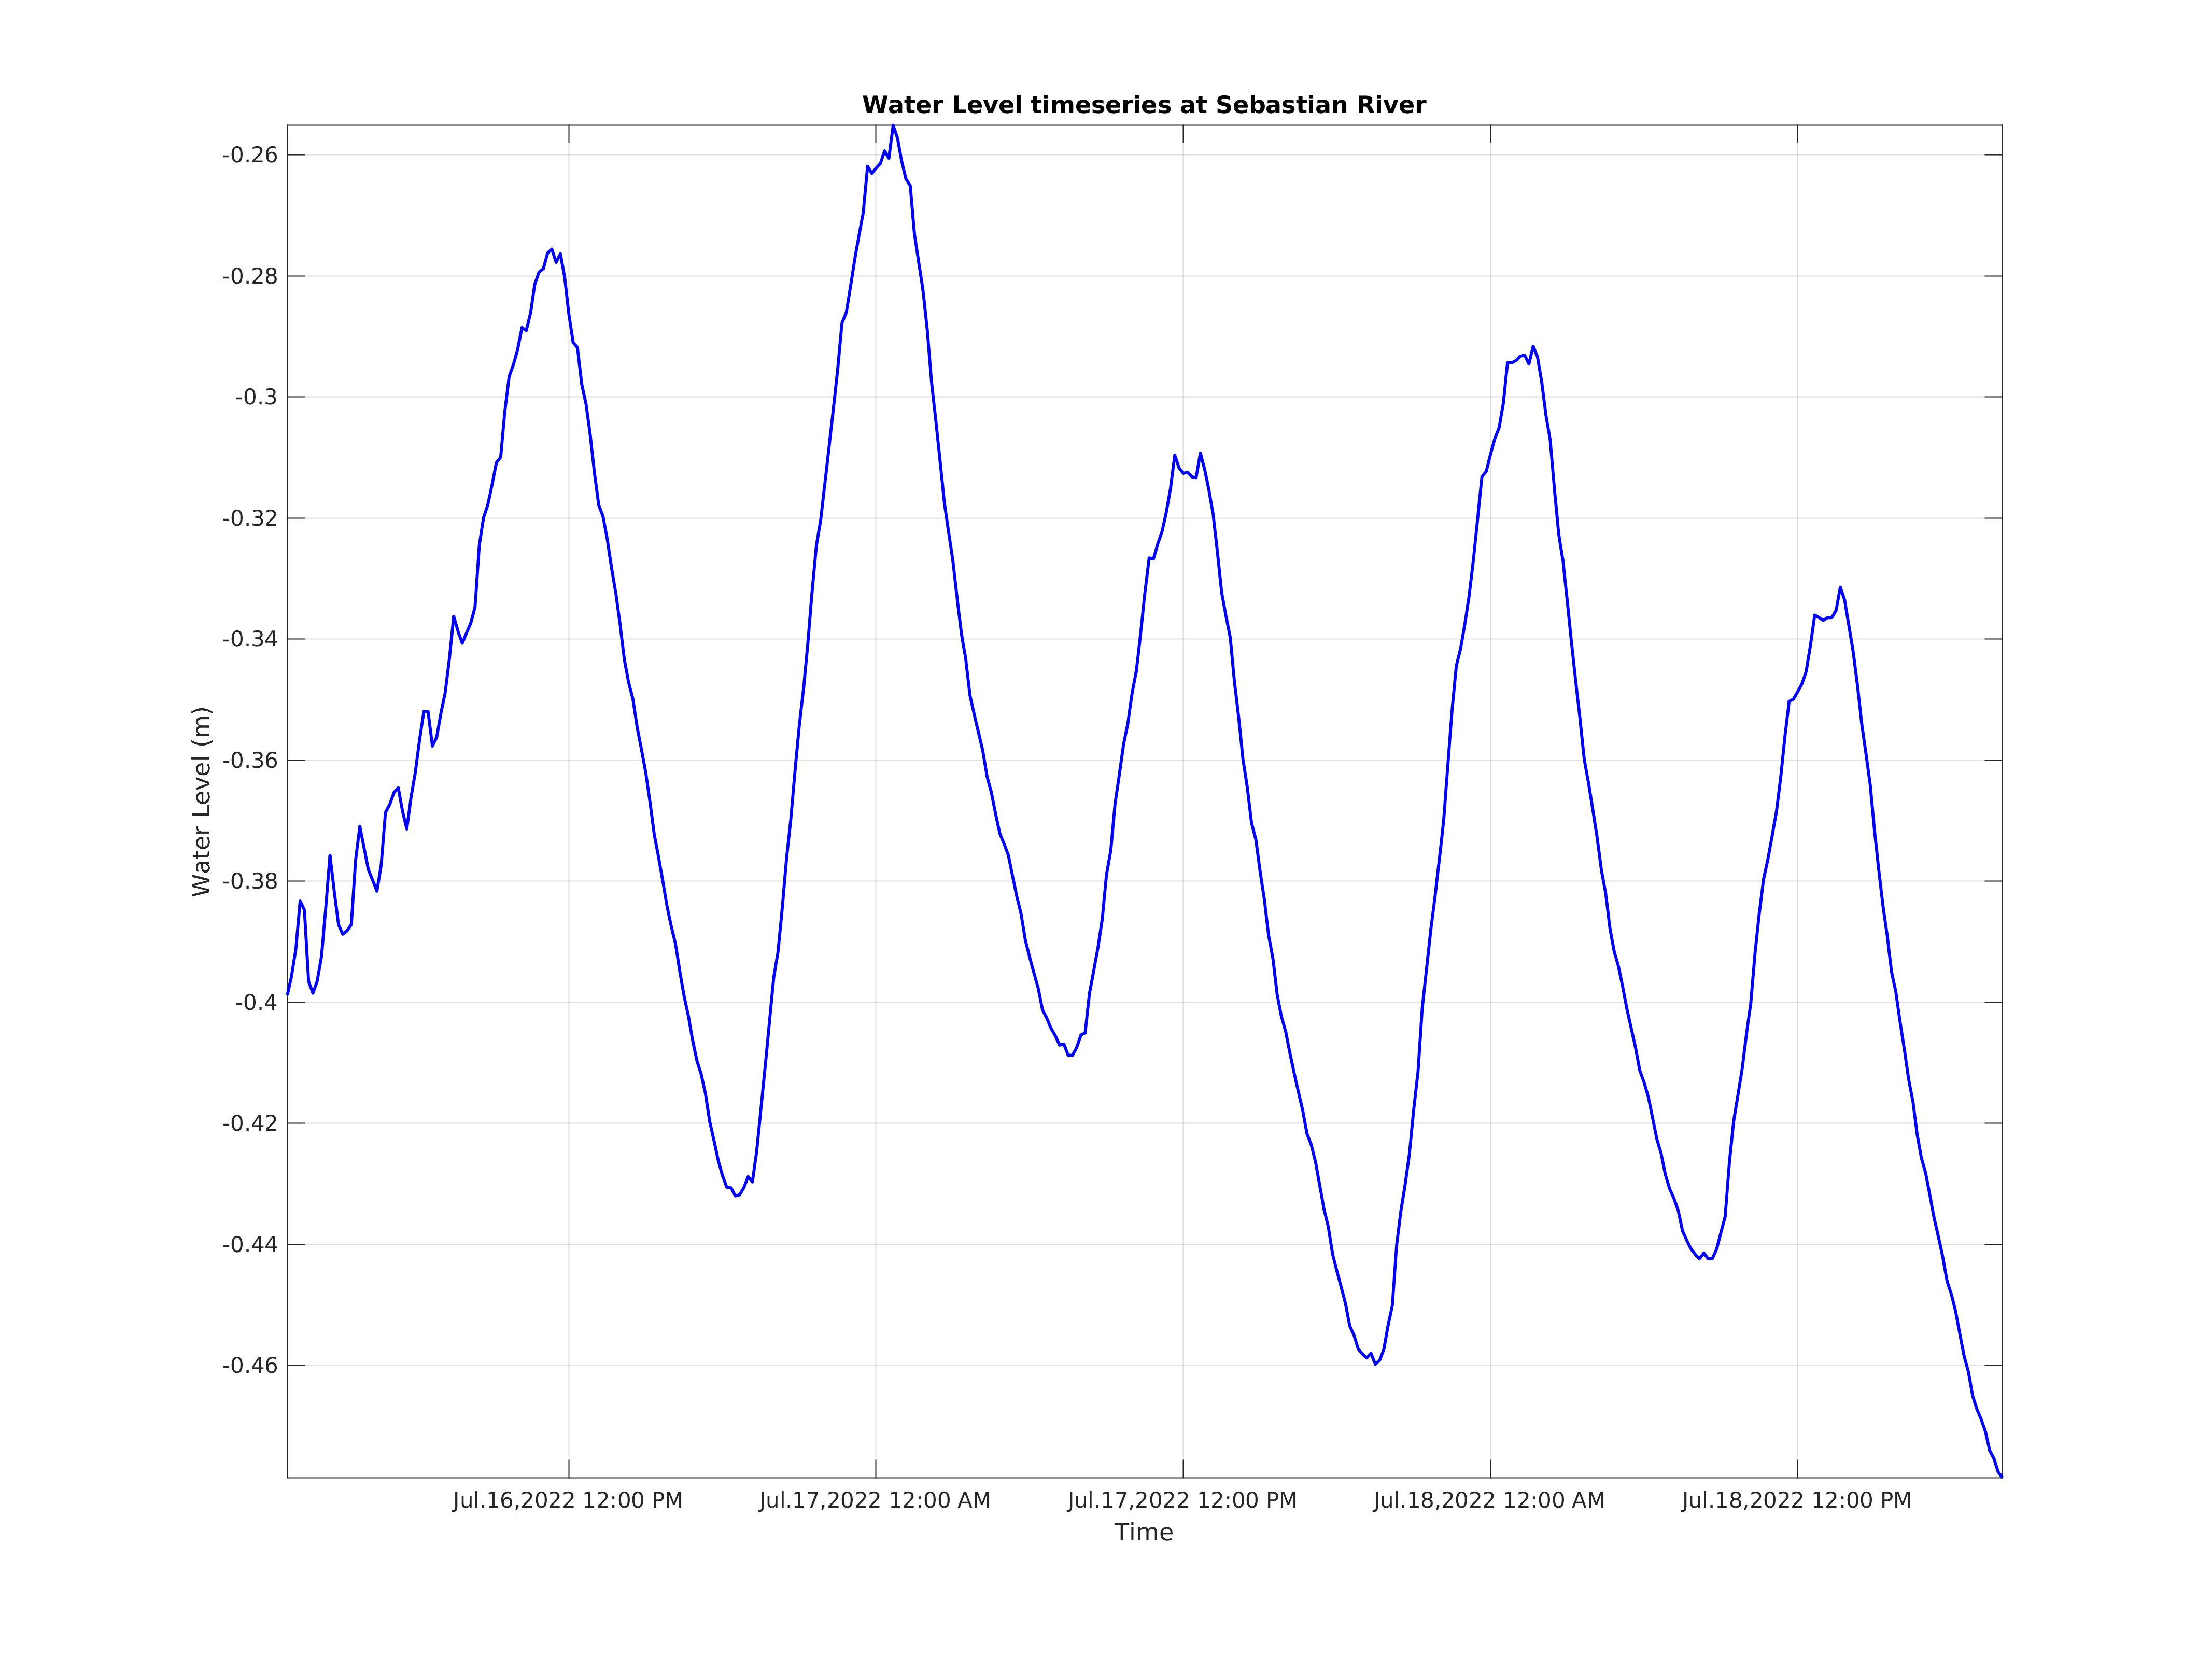 Water Level timeseries at Sebastian River
-0.26
-0.28
-0.3
-0.32
-0.34
-0.36
-0.38
-0.4
-0.42
-0.44
-0.46
Water Level (m)
Jul.16,2022 12:00 PM
Jul.17,2022 12:00 AM
Jul.17,2022 12:00 PM
Jul.18,2022 12:00 AM
Jul.18,2022 12:00 PM
Time